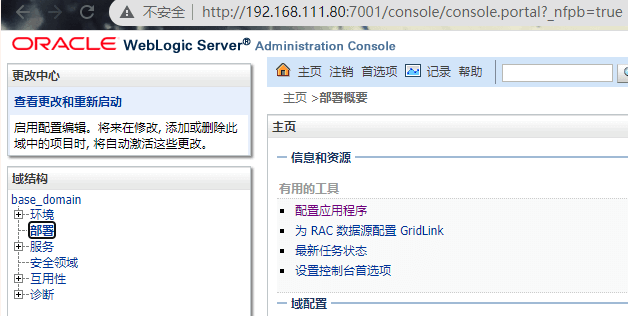 不安全 http://192.168.111.80:7001/console/console.portal?_nfpb=true
ORACLE WebLogic Server® Administration Console
更改中心
查看更改和重新启动
启用配置编辑。将来在修改, 添加或删除此
域中的项目时, 将自动激活这些更改。
域结构
base_domain
环境
部署
服务
安全领域
互用性
诊断
主页 注销 首选项 记录 帮助
主页 >部署概要
主页
信息和资源
有用的工具
配置应用程序
为 RAC 数据源配置 GridLink
最新任务状态
设置控制台首选项
域配置